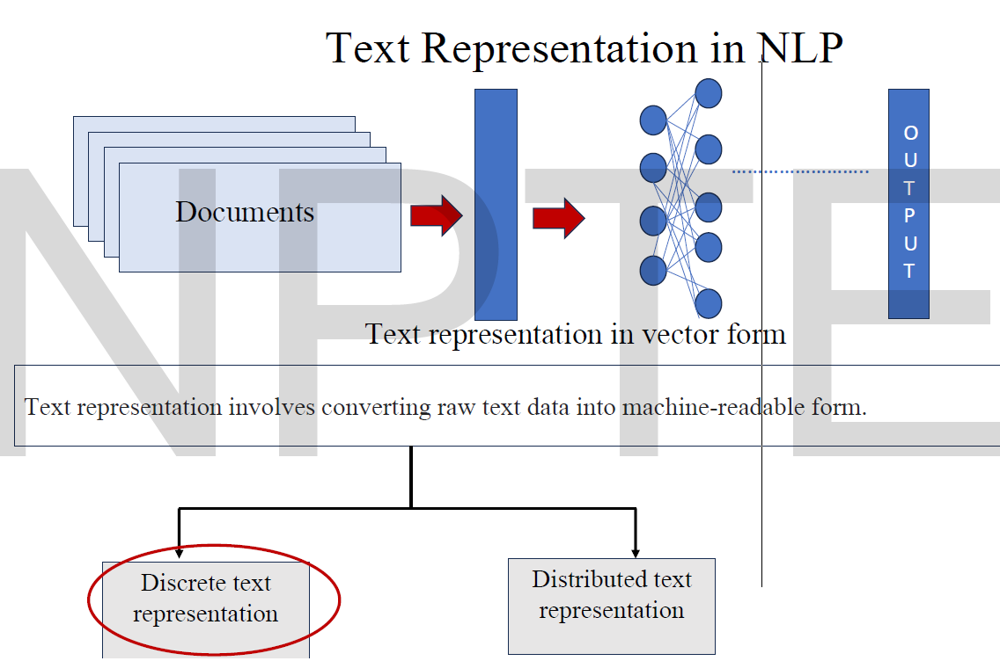 Text Representation in NLP
Documents
OUTPUT
Text representation in vector form
Text representation involves converting raw text data into machine-readable form.
Discrete text
representation
Distributed text
representation
NPTE